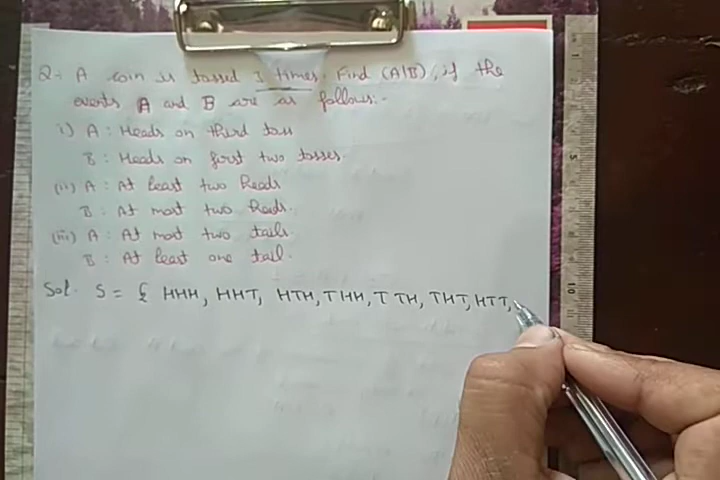 Q:- A coin is tossed 3 times. Find (A|B), if the
events A and B are as follows:-
i) A : Heads on third toss
B : Heads on first two tosses.
(ii) A : At least two Heads
B : At most two Heads.
(iii) A : At most two tails.
B : At least one tail.
Sol. S = { HHH, HHT, HTH, THH, TTH, THT, HTT,
5
10